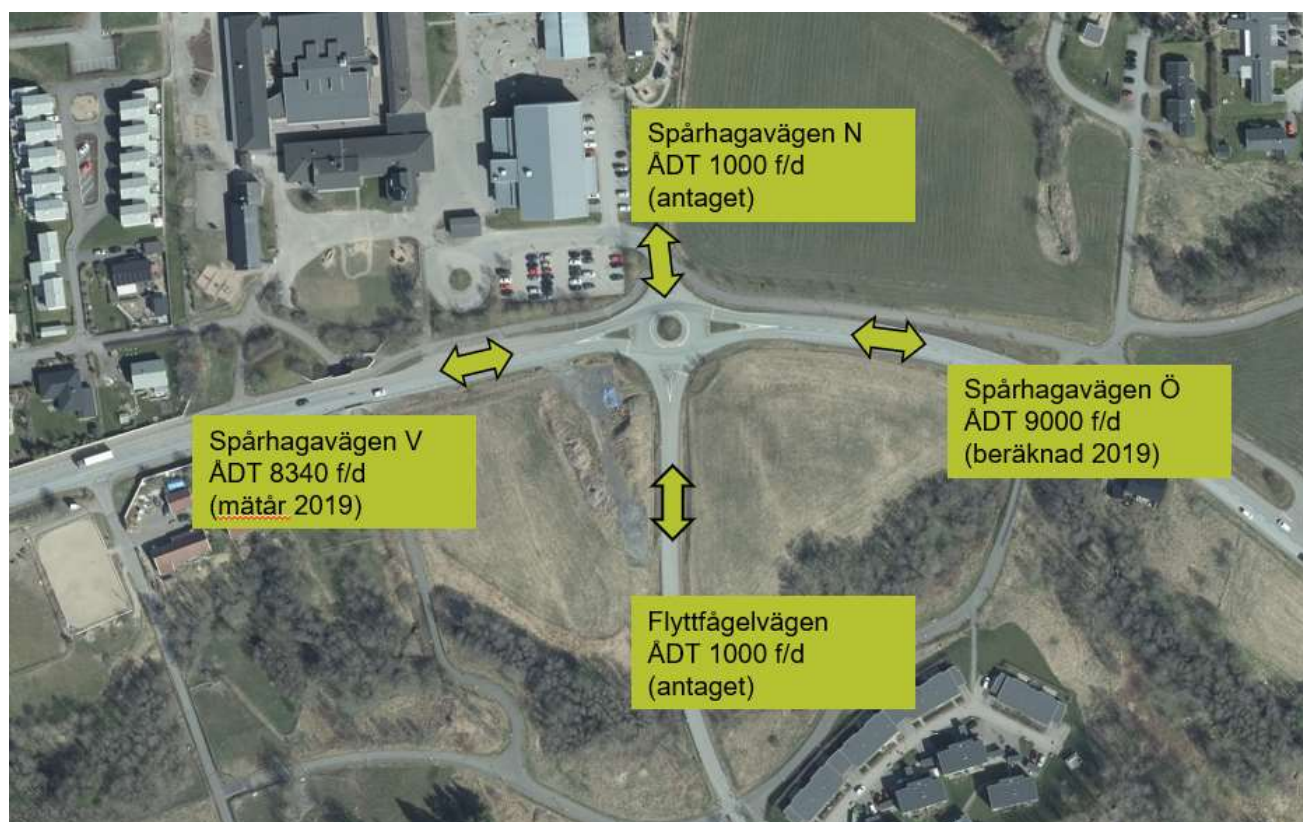 Spårhagavägen N
ÅDT 1000 f/d
(antaget)
Spårhagavägen Ö
ÅDT 9000 f/d
(beräknad 2019)
Spårhagavägen V
ÅDT 8340 f/d
(mätår 2019)
Flyttfågelvägen
ÅDT 1000 f/d
(antaget)